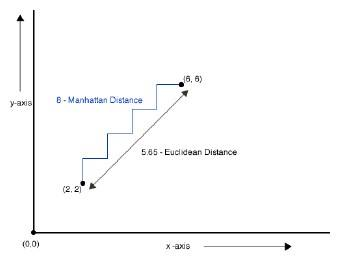 (6, 6)
8 - Manhattan Distance
y-axis
5.65 - Euclidean Distance
(2, 2)
(0,0)
x -axis